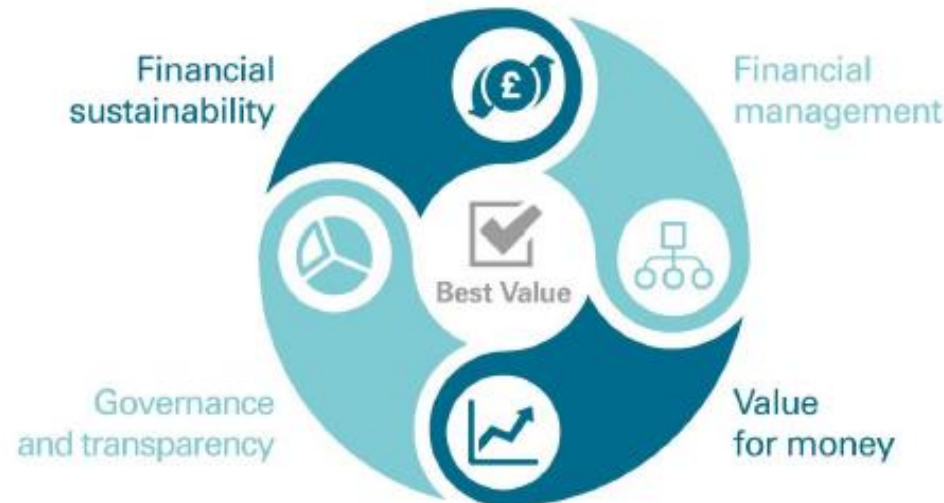 Financial
sustainability
£
Financial
management
Best Value
Governance
and transparency
Value
for money